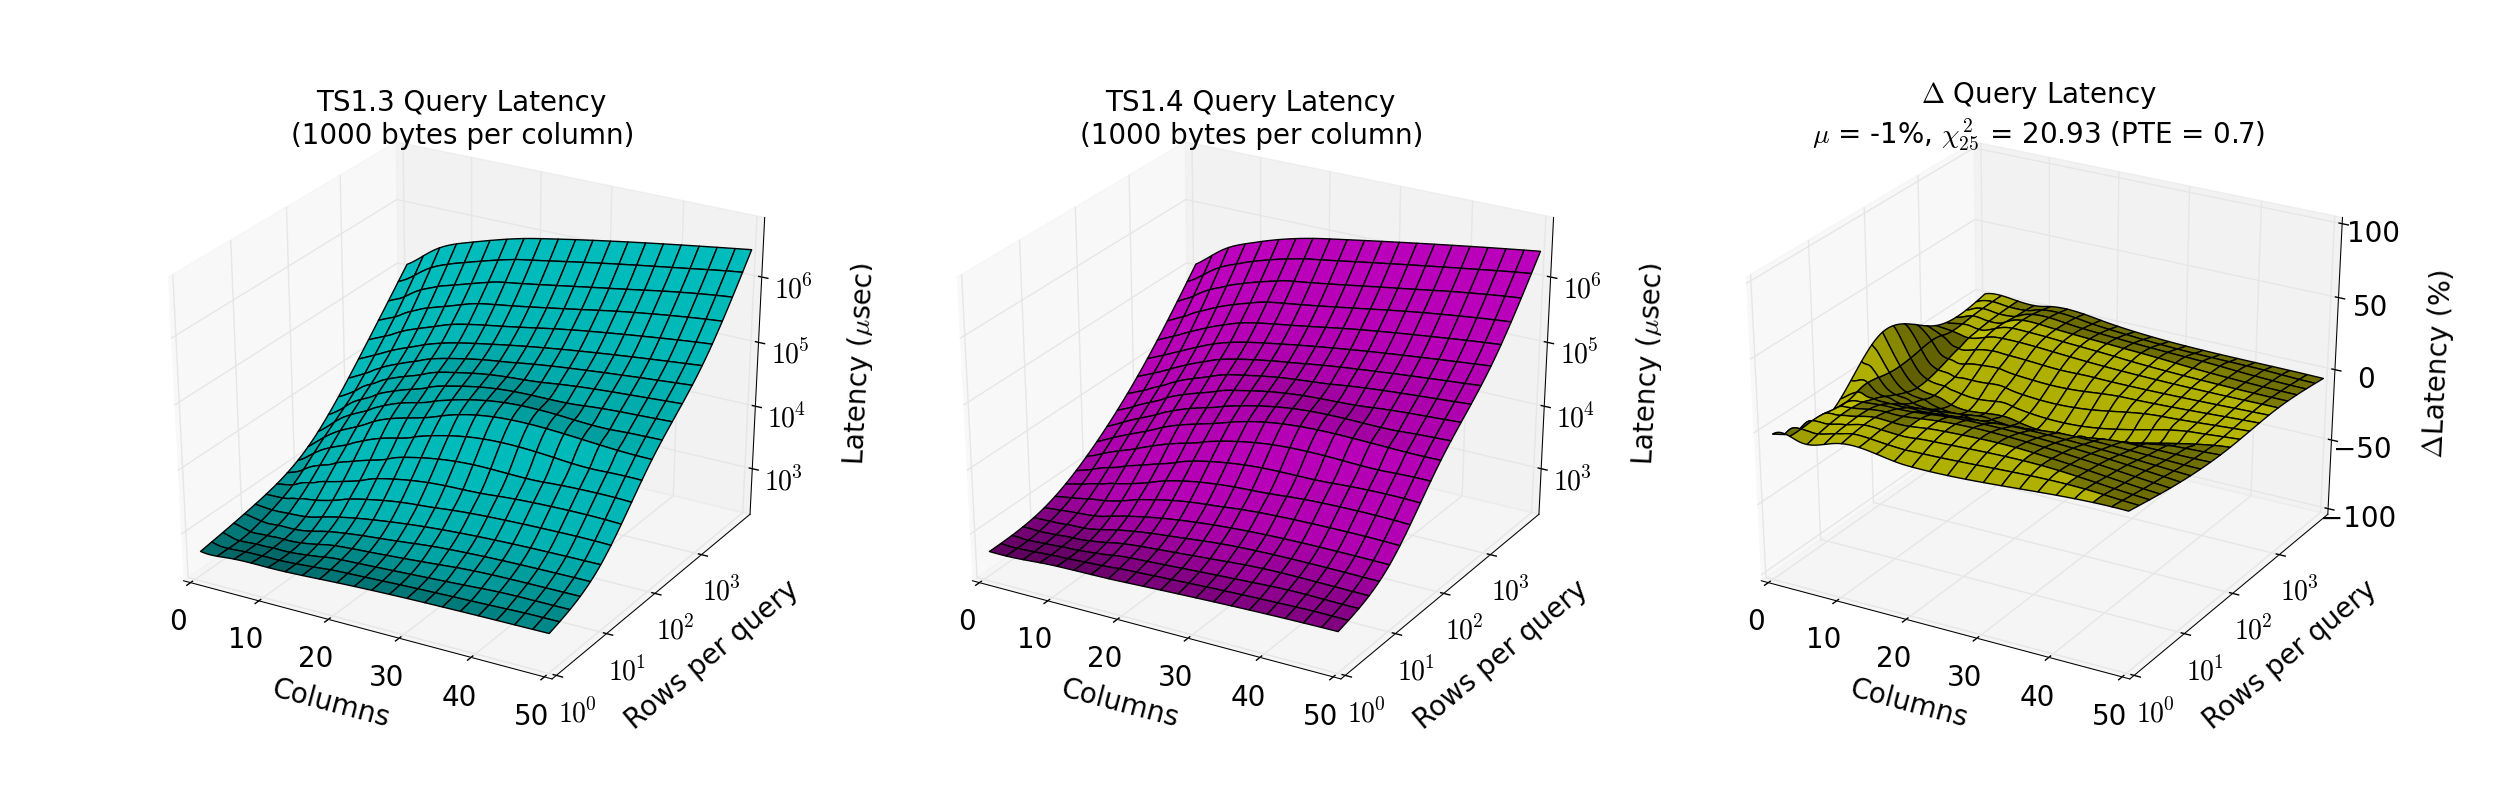 TS1.3 Query Latency
(1000 bytes per column)
10⁶
10⁵
10⁴
10³
Latency (μsec)
0
10
20
30
40
50
Columns
10⁰
10¹
10²
10³
Rows per query
TS1.4 Query Latency
(1000 bytes per column)
10⁶
10⁵
10⁴
10³
Latency (μsec)
0
10
20
30
40
50
Columns
10⁰
10¹
10²
10³
Rows per query
Δ Query Latency
μ = -1%, χ²₂₅ = 20.93 (PTE = 0.7)
100
50
0
−50
−100
ΔLatency (%)
0
10
20
30
40
50
Columns
10⁰
10¹
10²
10³
Rows per query